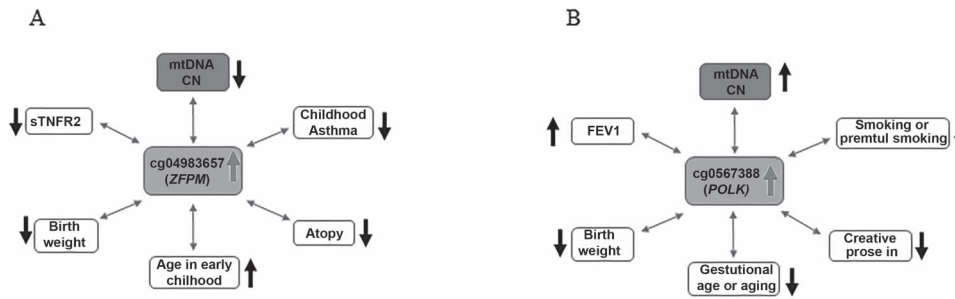 A
mtDNA
CN
sTNFR2
Childhood
Asthma
cg04983657
(ZFPM)
Birth
weight
Atopy
Age in early
chilhood
B
mtDNA
CN
FEV1
Smoking or
premtul smoking
cg0567388
(POLK)
Birth
weight
Creative
prose in
Gestutional
age or aging